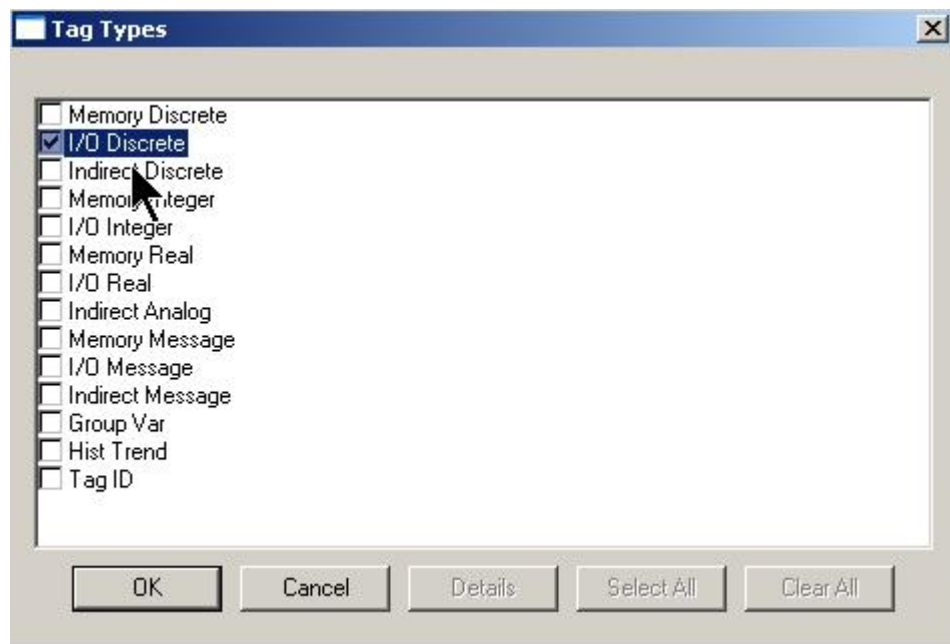 Tag Types
Memory Discrete
I/O Discrete
Indirect Discrete
Memory Integer
I/O Integer
Memory Real
I/O Real
Indirect Analog
Memory Message
I/O Message
Indirect Message
Group Var
Hist Trend
Tag ID
OK Cancel Details Select All Clear All